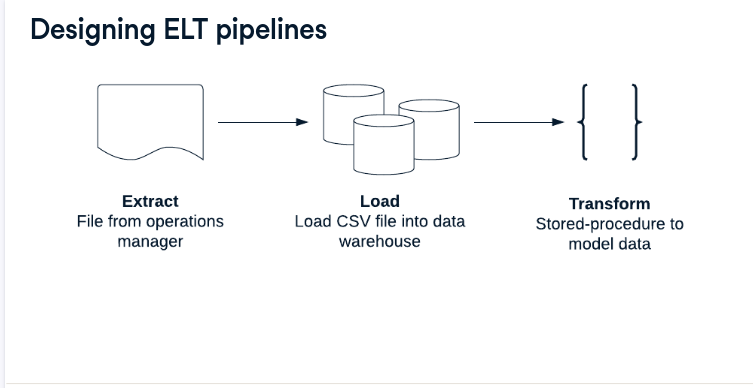 Designing ELT pipelines
Extract
File from operations
manager
Load
Load CSV file into data
warehouse
{ }
Transform
Stored-procedure to
model data